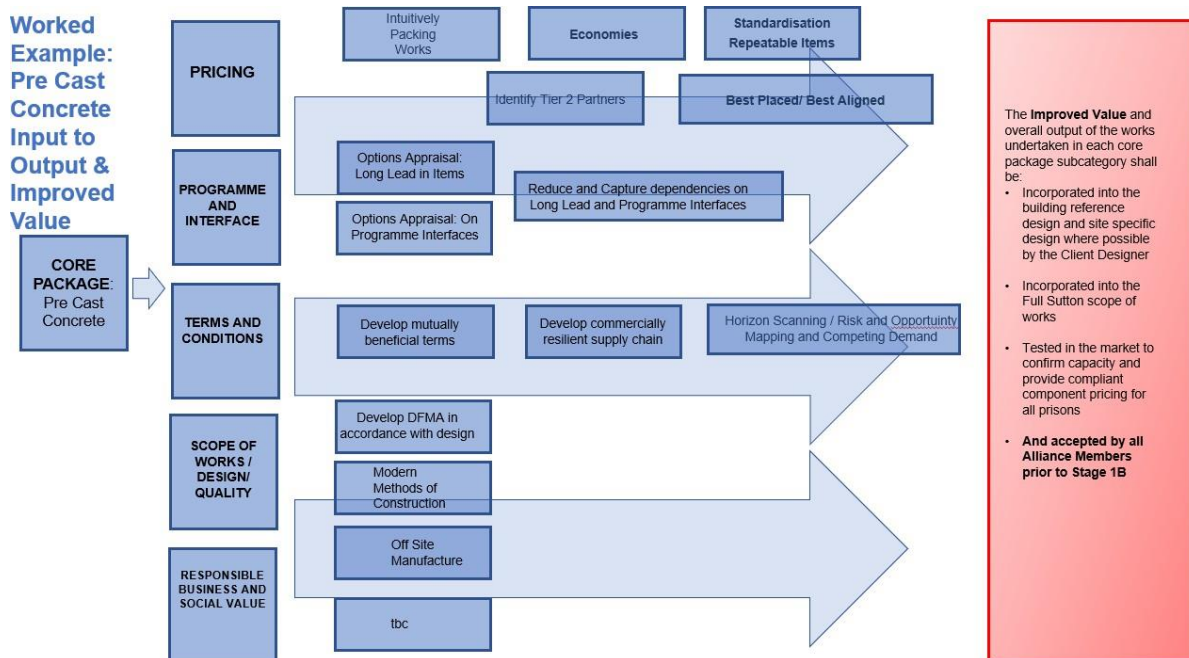 Worked
Example:
Pre Cast
Concrete
Input to
Output &
Improved
Value
CORE
PACKAGE:
Pre Cast
Concrete
PRICING
Intuitively
Packing
Works
Economies
Standardisation
Repeatable Items
Identify Tier 2 Partners
Best Placed/ Best Aligned
PROGRAMME
AND
INTERFACE
Options Appraisal:
Long Lead in Items
Reduce and Capture dependencies on
Long Lead and Programme Interfaces
Options Appraisal: On
Programme Interfaces
TERMS AND
CONDITIONS
Develop mutually
beneficial terms
Develop commercially
resilient supply chain
Horizon Scanning / Risk and Opportuinty
Mapping and Competing Demand
SCOPE OF
WORKS /
DESIGN/
QUALITY
Develop DFMA in
accordance with design
Modern
Methods of
Construction
Off Site
Manufacture
RESPONSIBLE
BUSINESS AND
SOCIAL VALUE
tbc
The Improved Value and
overall output of the works
undertaken in each core
package subcategory shall
be:
• Incorporated into the
building reference
design and site specific
design where possible
by the Client Designer
• Incorporated into the
Full Sutton scope of
works
• Tested in the market to
confirm capacity and
provide compliant
component pricing for
all prisons
• And accepted by all
Alliance Members
prior to Stage 1B